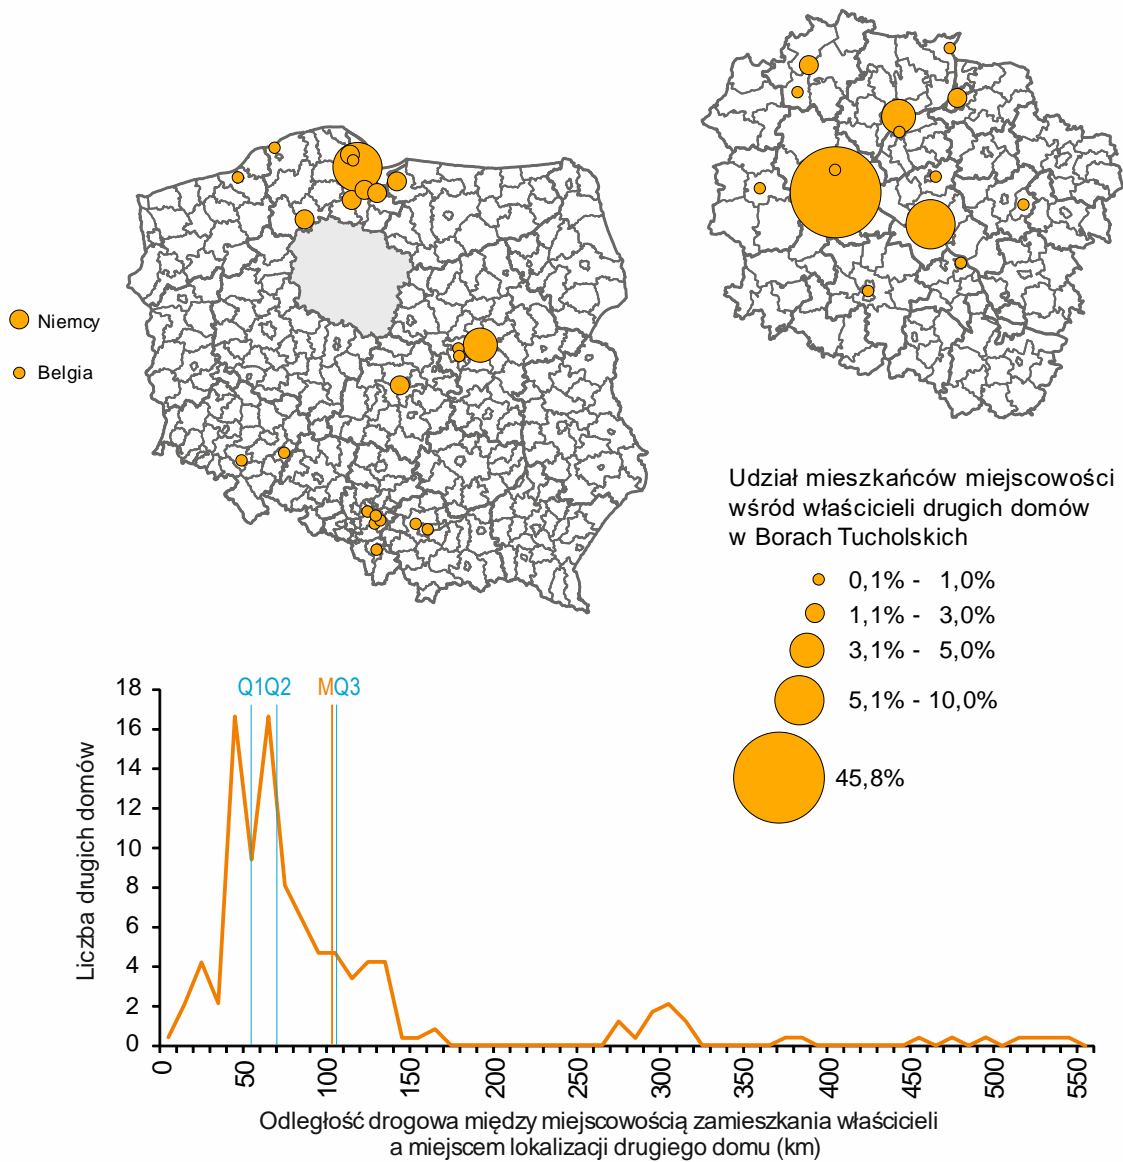 Niemcy
Belgia
Udział mieszkańców miejscowości
wśród właścicieli drugich domów
w Borach Tucholskich
0,1% - 1,0%
1,1% - 3,0%
3,1% - 5,0%
5,1% - 10,0%
45,8%
Q1Q2 MQ3
Liczba drugich domów
18
16
14
12
10
8
6
4
2
0
0 50 100 150 200 250 300 350 400 450 500 550
Odległość drogowa między miejscowością zamieszkania właścicieli
a miejscem lokalizacji drugiego domu (km)